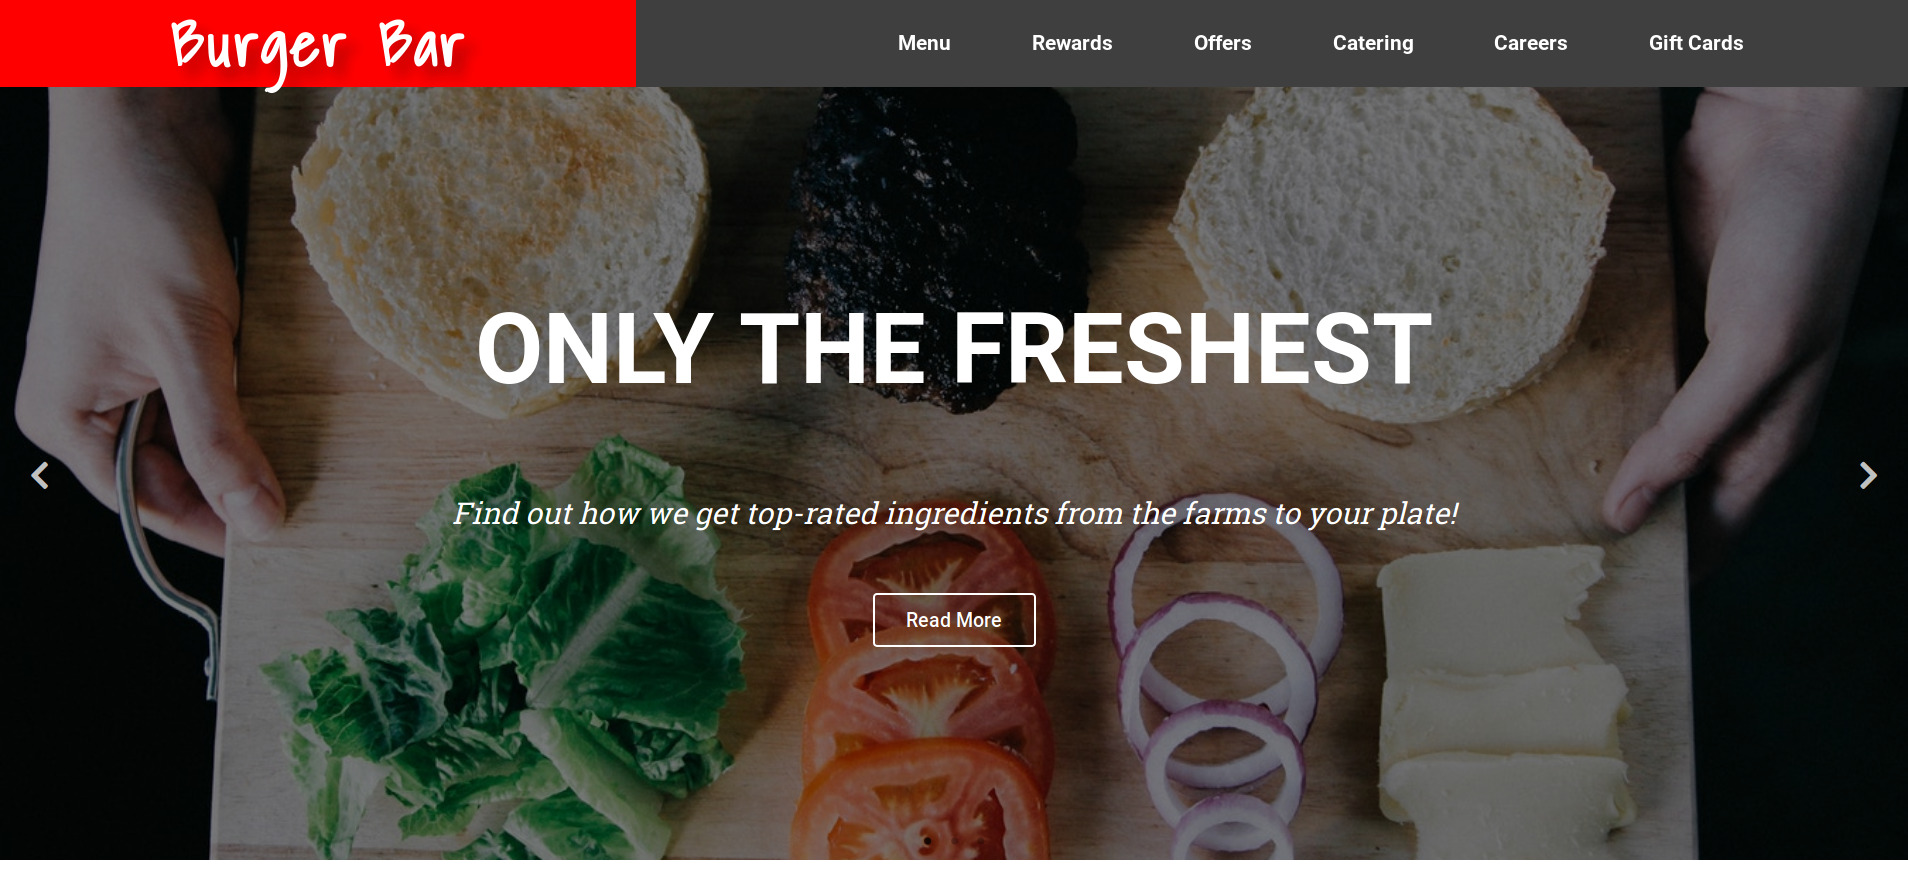 Burger Bar
Menu Rewards Offers Catering Careers Gift Cards
ONLY THE FRESHEST
Find out how we get top-rated ingredients from the farms to your plate!
Read More